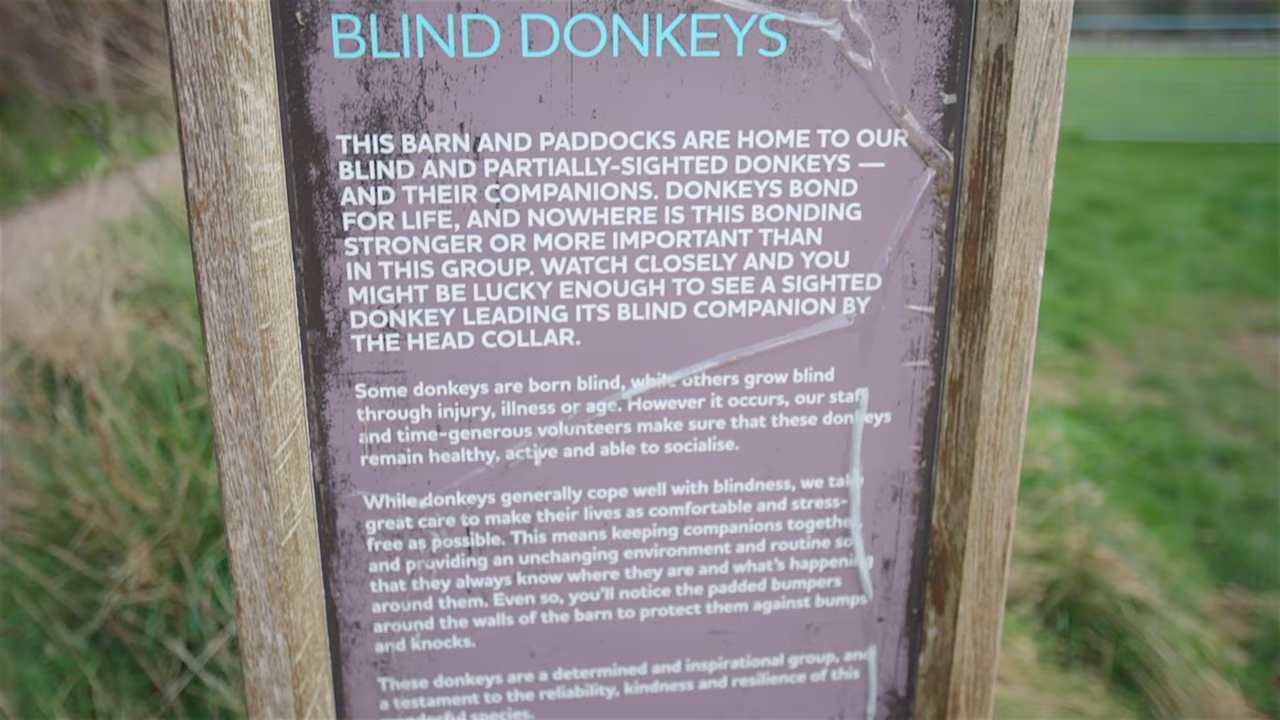 BLIND DONKEYS
THIS BARN AND PADDOCKS ARE HOME TO OUR
BLIND AND PARTIALLY-SIGHTED DONKEYS —
AND THEIR COMPANIONS. DONKEYS BOND
FOR LIFE, AND NOWHERE IS THIS BONDING
STRONGER OR MORE IMPORTANT THAN
IN THIS GROUP. WATCH CLOSELY AND YOU
MIGHT BE LUCKY ENOUGH TO SEE A SIGHTED
DONKEY LEADING ITS BLIND COMPANION BY
THE HEAD COLLAR.
Some donkeys are born blind, while others grow blind
through injury, illness or age. However it occurs, our staff
and time-generous volunteers make sure that these donkeys
remain healthy, active and able to socialise.
While donkeys generally cope well with blindness, we take
great care to make their lives as comfortable and stress-
free as possible. This means keeping companions together
and providing an unchanging environment and routine so
that they always know where they are and what's happening
around them. Even so, you'll notice the padded bumpers
around the walls of the barn to protect them against bumps
and knocks.
These donkeys are a determined and inspirational group, and
a testament to the reliability, kindness and resilience of this
wonderful species.